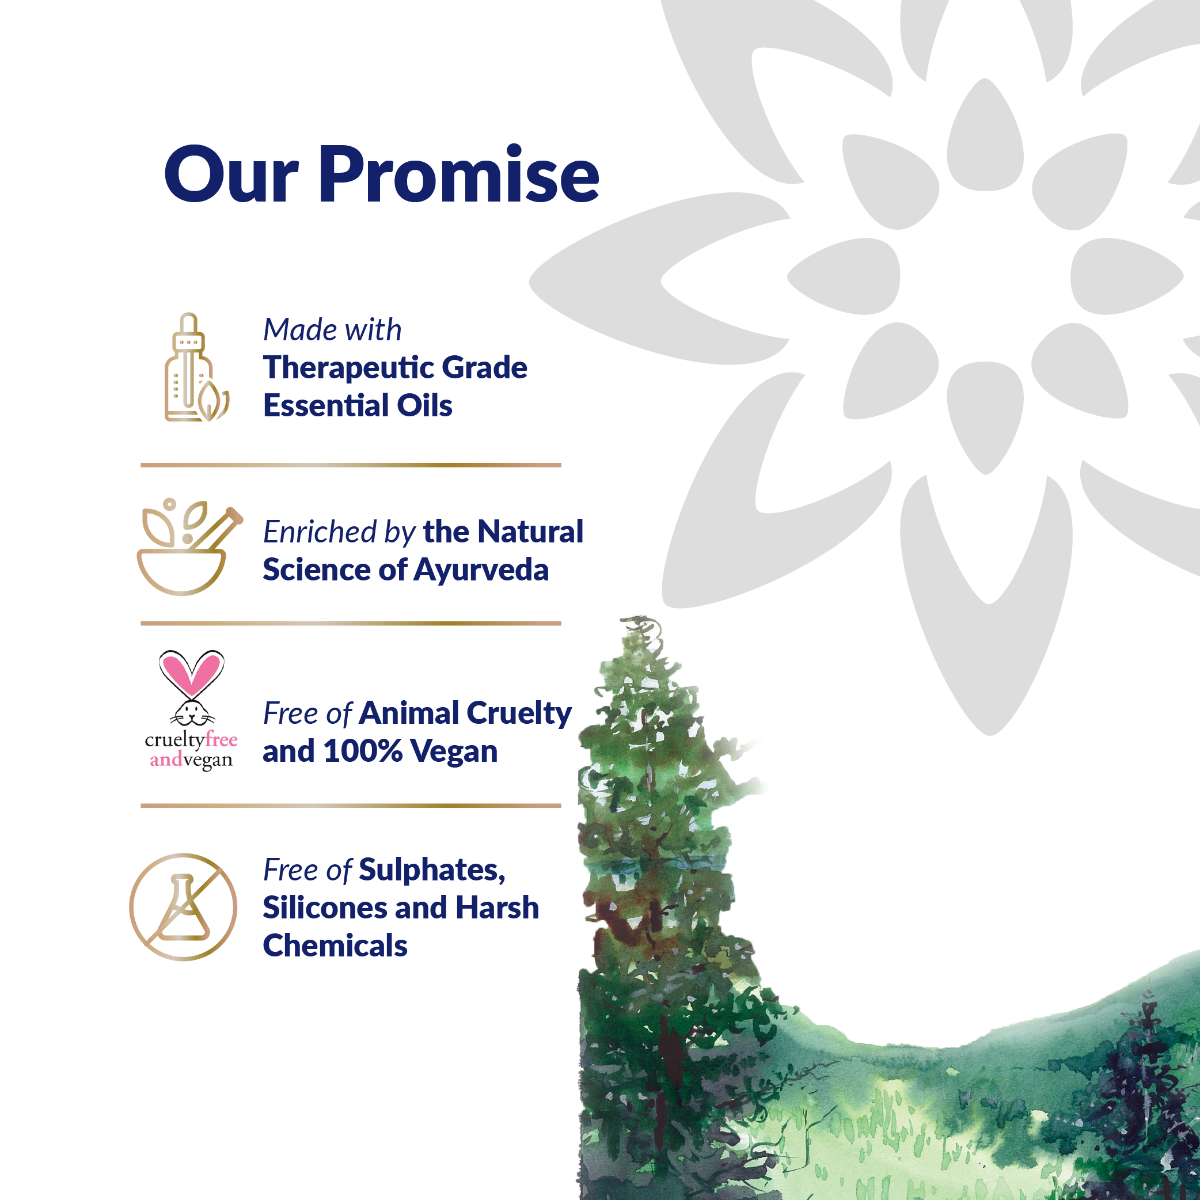 Our Promise
Made with
Therapeutic Grade
Essential Oils
Enriched by the Natural
Science of Ayurveda
crueltyfree
andvegan
Free of Animal Cruelty
and 100% Vegan
Free of Sulphates,
Silicones and Harsh
Chemicals